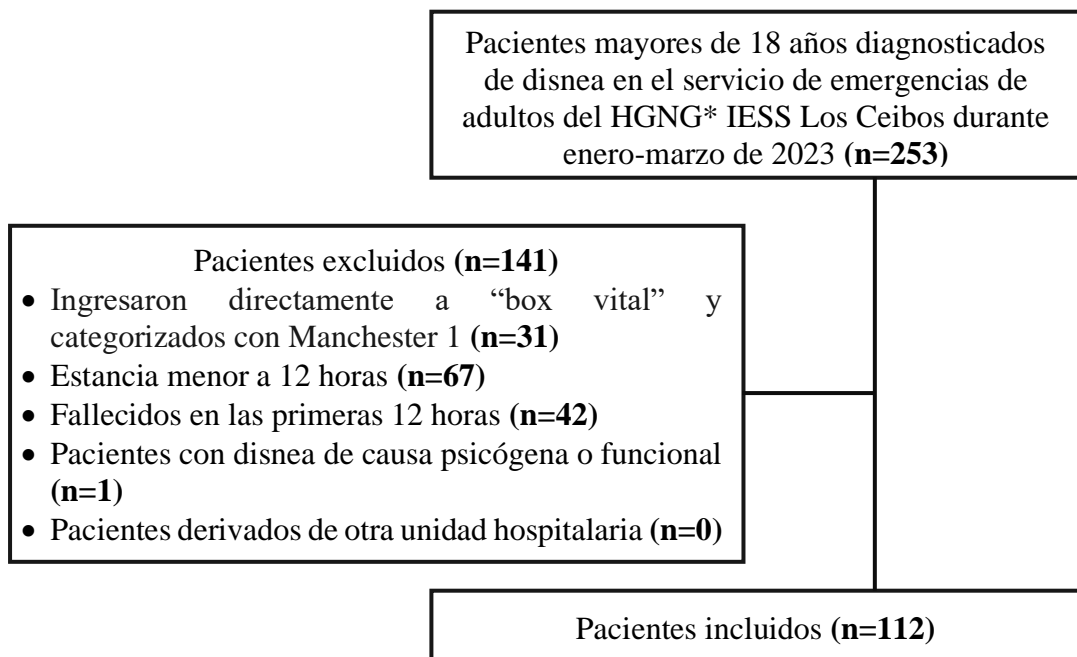 Pacientes mayores de 18 años diagnosticados
de disnea en el servicio de emergencias de
adultos del HGNG* IESS Los Ceibos durante
enero-marzo de 2023 (n=253)
Pacientes excluidos (n=141)
• Ingresaron directamente a “box vital” y
categorizados con Manchester 1 (n=31)
• Estancia menor a 12 horas (n=67)
• Fallecidos en las primeras 12 horas (n=42)
• Pacientes con disnea de causa psicógena o funcional
(n=1)
• Pacientes derivados de otra unidad hospitalaria (n=0)
Pacientes incluidos (n=112)